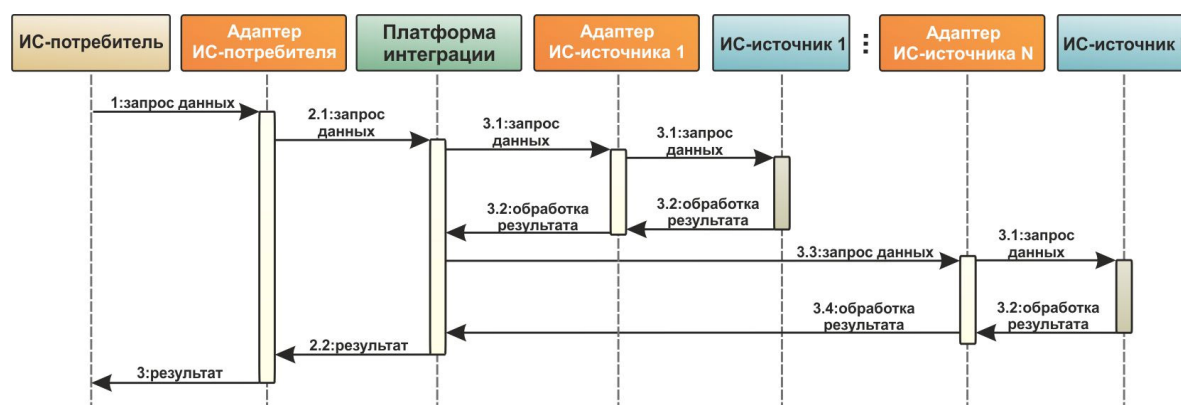 ИС-потребитель
Адаптер
ИС-потребителя
Платформа
интеграции
Адаптер
ИС-источника 1
ИС-источник 1
Адаптер
ИС-источника N
ИС-источник
1:запрос данных
2.1:запрос
данных
3.1:запрос
данных
3.1:запрос
данных
3.2:обработка
результата
3.2:обработка
результата
3.3:запрос данных
3.1:запрос
данных
3.4:обработка
результата
3.2:обработка
результата
2.2:результат
3:результат